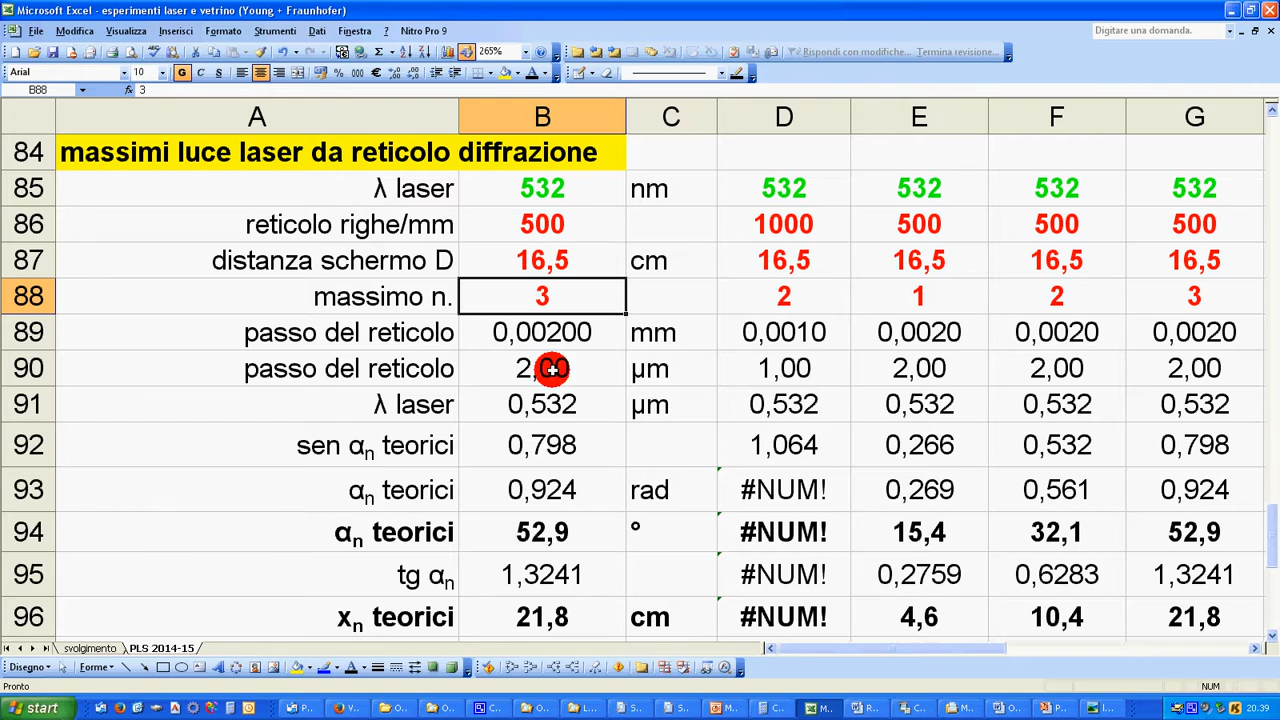 Microsoft Excel - esperimenti laser e vetrino (Young + Fraunhofer)
File Modifica Visualizza Inserisci Formato Strumenti Dati Finestra Nitro Pro 9 Digitare una domanda.
265% Rispondi con modifiche... Termina revisione...
Arial 10 G C S
B88 fx 3
A B C D E F G
84 massimi luce laser da reticolo diffrazione
85 λ laser 532 nm 532 532 532 532
86 reticolo righe/mm 500 1000 500 500 500
87 distanza schermo D 16,5 cm 16,5 16,5 16,5 16,5
88 massimo n. 3 2 1 2 3
89 passo del reticolo 0,00200 mm 0,0010 0,0020 0,0020 0,0020
90 passo del reticolo 2,00 µm 1,00 2,00 2,00 2,00
91 λ laser 0,532 µm 0,532 0,532 0,532 0,532
92 sen αn teorici 0,798 1,064 0,266 0,532 0,798
93 αn teorici 0,924 rad #NUM! 0,269 0,561 0,924
94 αn teorici 52,9 ° #NUM! 15,4 32,1 52,9
95 tg αn 1,3241 #NUM! 0,2759 0,6283 1,3241
96 xn teorici 21,8 cm #NUM! 4,6 10,4 21,8
svolgimento PLS 2014-15
Disegno Forme
Pronto NUM
start 20.39